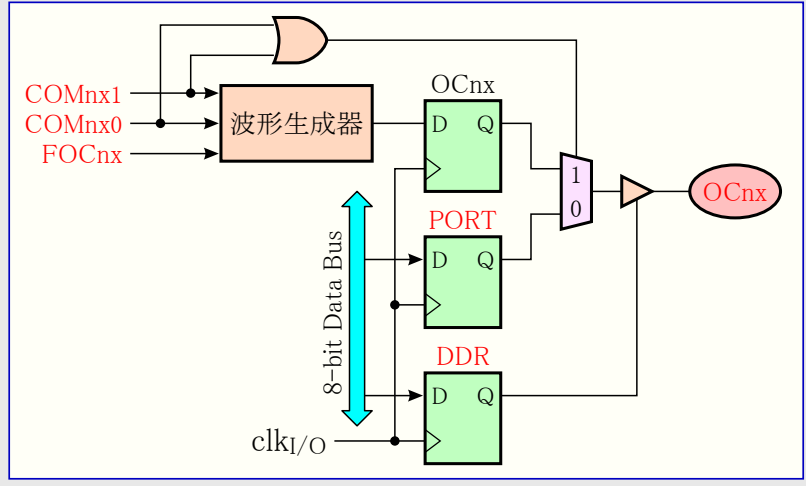 COMnx1
COMnx0
FOCnx
波形生成器
OCnx
D Q
1
0
OCnx
PORT
D Q
8-bit Data Bus
DDR
D Q
clkI/O